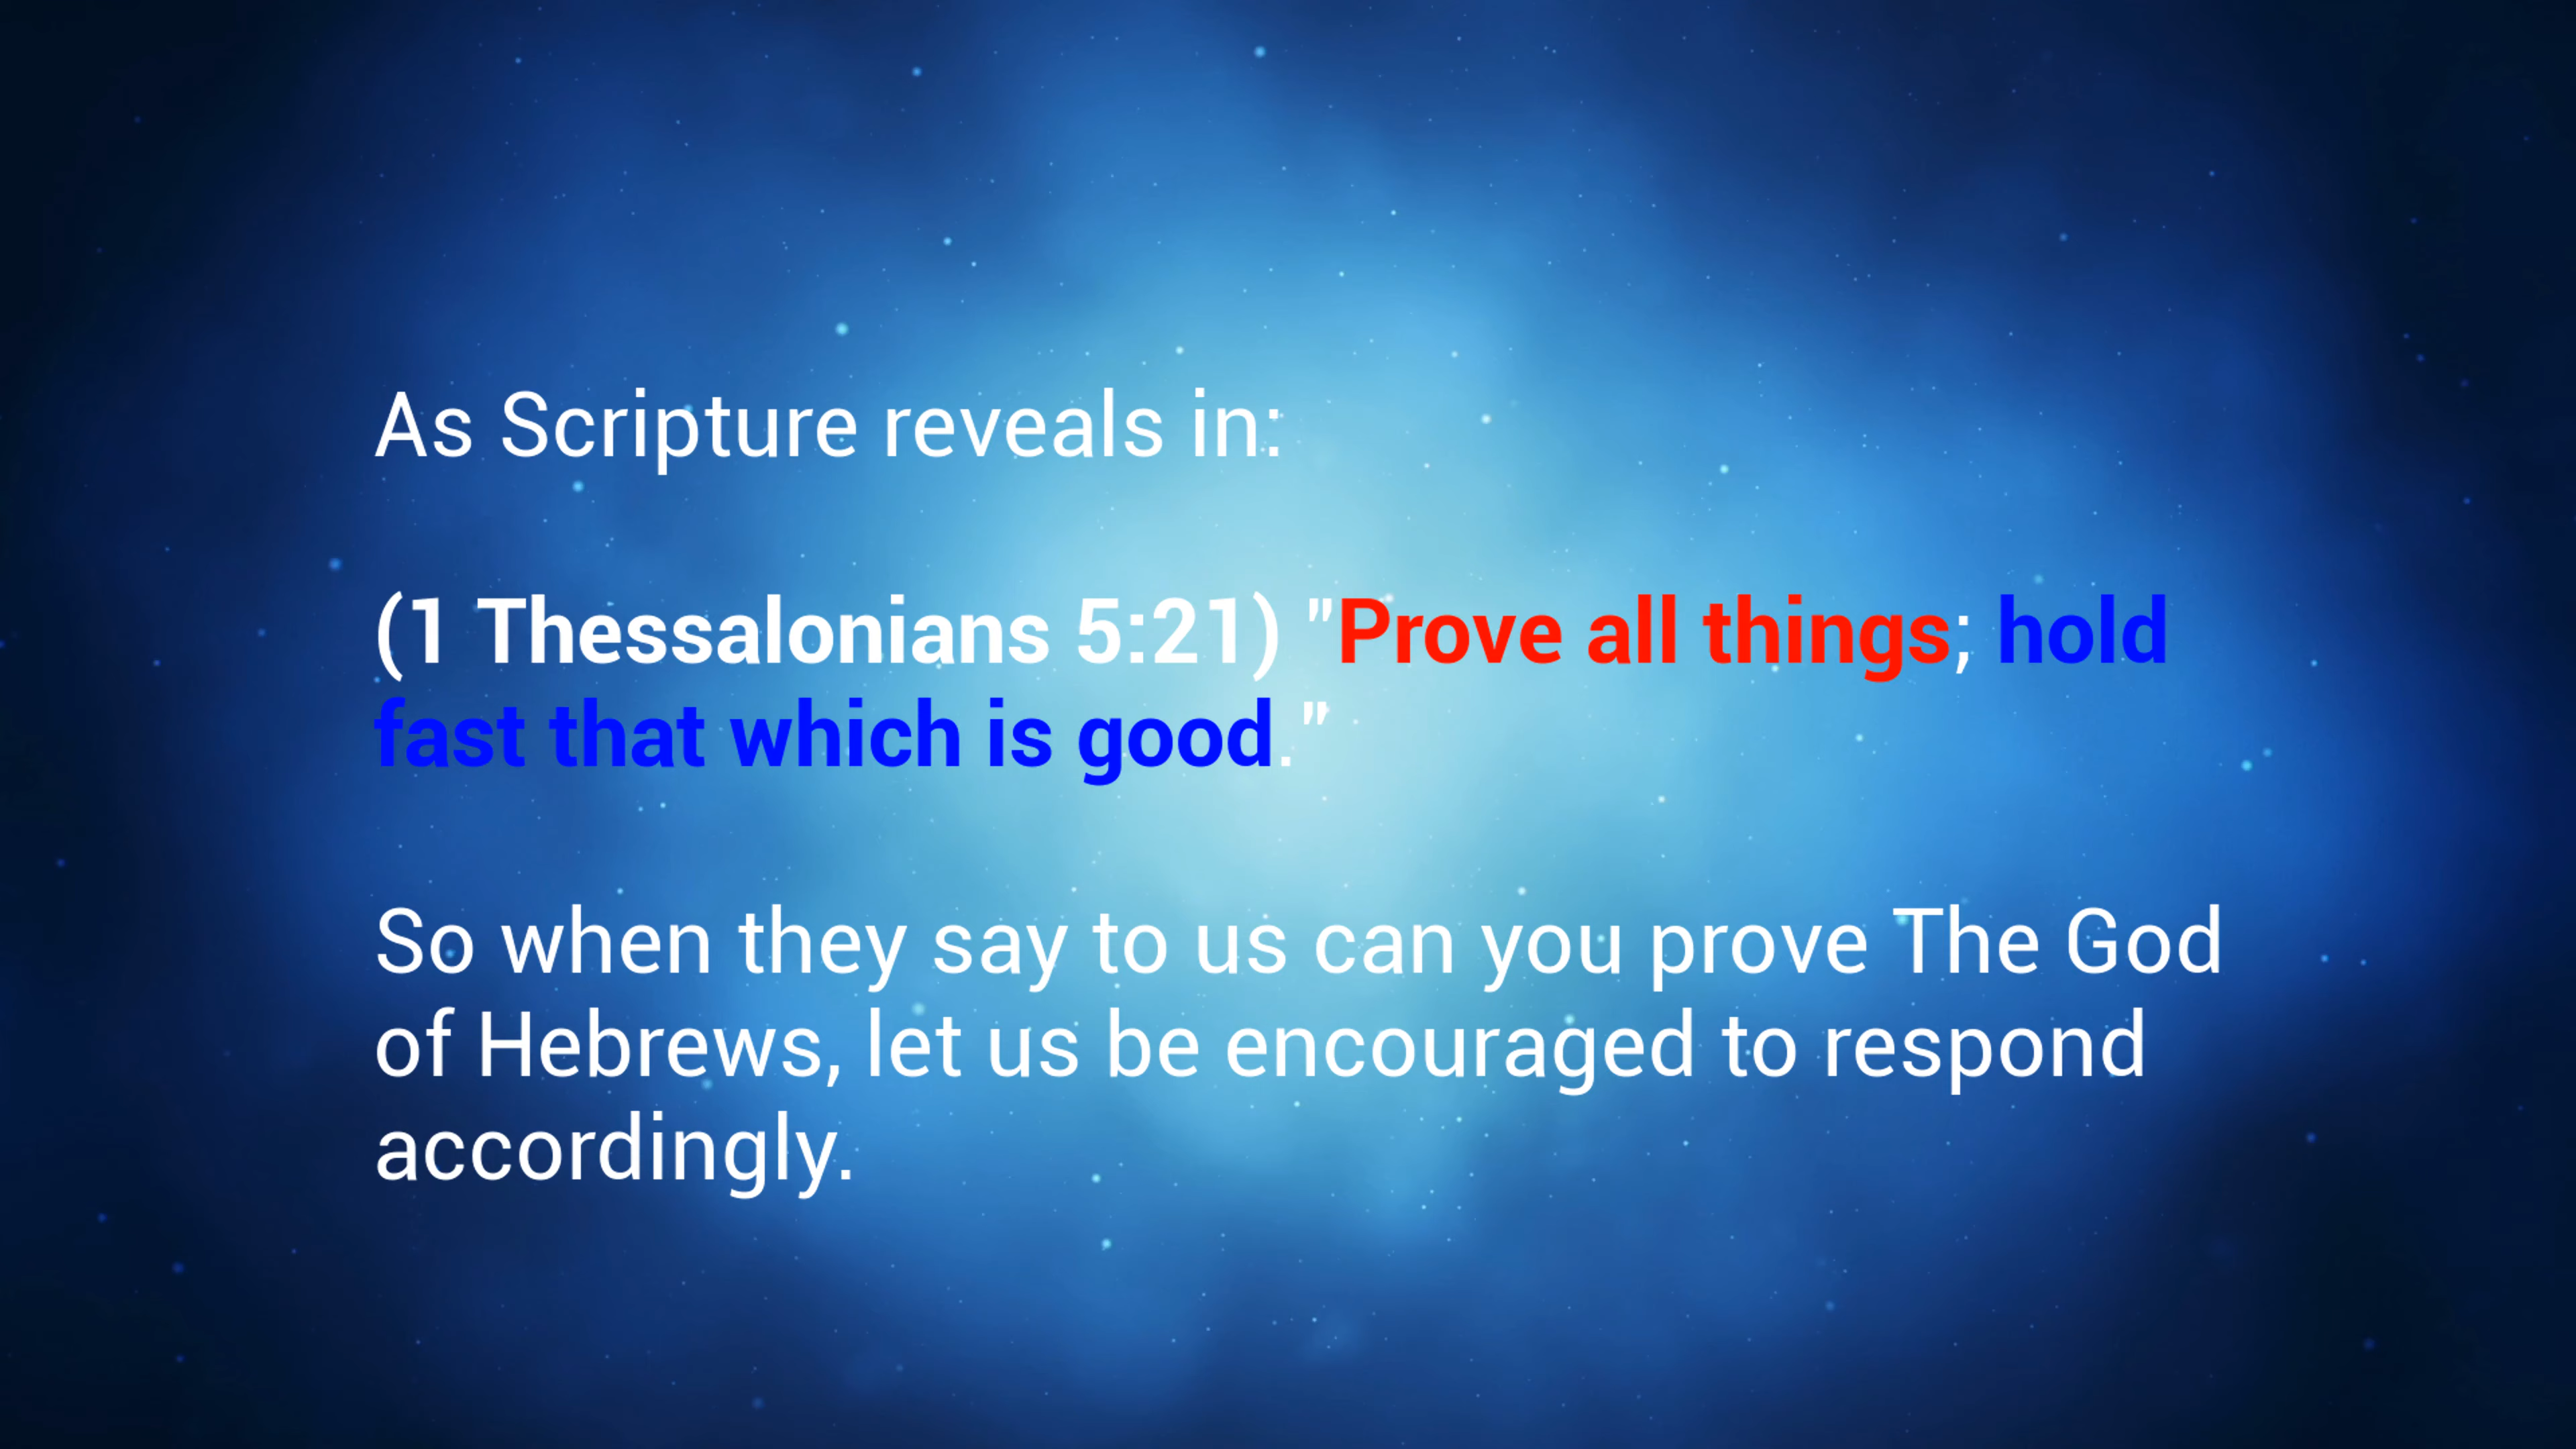 As Scripture reveals in:
(1 Thessalonians 5:21) "Prove all things; hold
fast that which is good."
So when they say to us can you prove The God
of Hebrews, let us be encouraged to respond
accordingly.